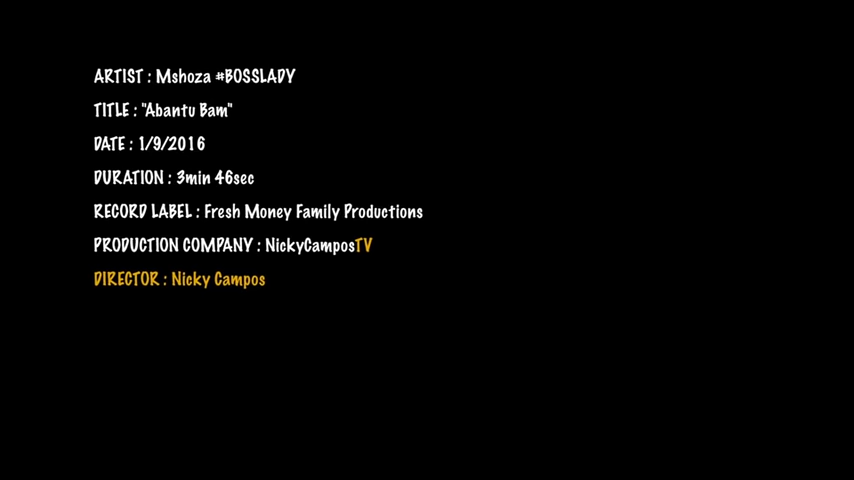 ARTIST : Mshoza #BOSSLADY
TITLE : "Abantu Bam"
DATE : 1/9/2016
DURATION : 3min 46sec
RECORD LABEL : Fresh Money Family Productions
PRODUCTION COMPANY : NickyCamposTV
DIRECTOR : Nicky Campos